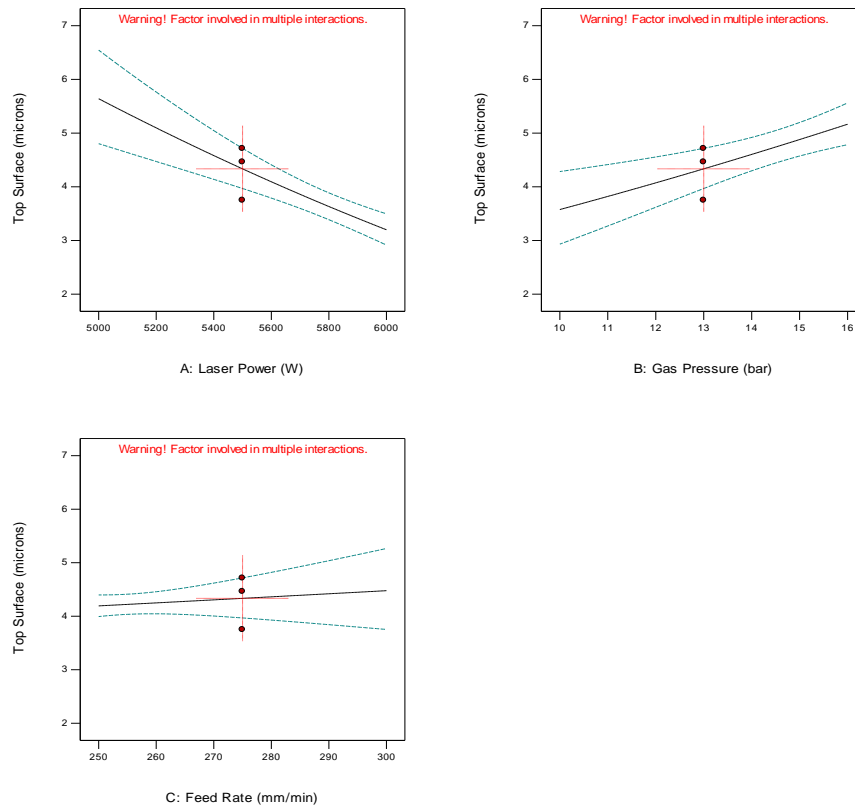 Warning! Factor involved in multiple interactions.
7
6
5
4
3
2
Top Surface (microns)
5000 5200 5400 5600 5800 6000
A: Laser Power (W)
Warning! Factor involved in multiple interactions.
7
6
5
4
3
2
Top Surface (microns)
10 11 12 13 14 15 16
B: Gas Pressure (bar)
Warning! Factor involved in multiple interactions.
7
6
5
4
3
2
Top Surface (microns)
250 260 270 280 290 300
C: Feed Rate (mm/min)